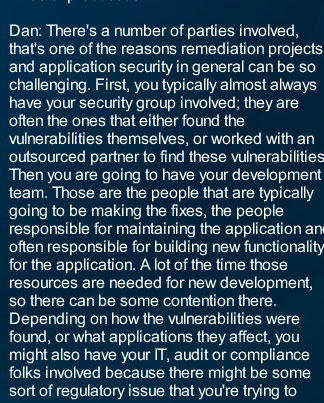 Dan: There's a number of parties involved,
that's one of the reasons remediation projects
and application security in general can be so
challenging. First, you typically almost always
have your security group involved; they are
often the ones that either found the
vulnerabilities themselves, or worked with an
outsourced partner to find these vulnerabilities
Then you are going to have your development
team. Those are the people that are typically
going to be making the fixes, the people
responsible for maintaining the application an
often responsible for building new functionality
for the application. A lot of the time those
resources are needed for new development,
so there can be some contention there.
Depending on how the vulnerabilities were
found, or what applications they affect, you
might also have your IT, audit or compliance
folks involved because there might be some
sort of regulatory issue that you're trying to